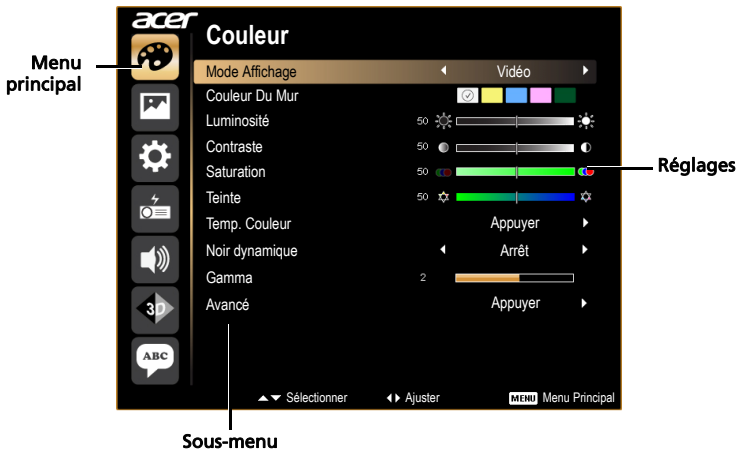 acer
Couleur
Menu principal
Mode Affichage Vidéo
Couleur Du Mur
Luminosité 50
Contraste 50
Saturation 50
Réglages
Teinte 50
Temp. Couleur Appuyer
Noir dynamique Arrêt
Gamma 2
3D
Avancé Appuyer
ABC
Sélectionner Ajuster MENU Menu Principal
Sous-menu